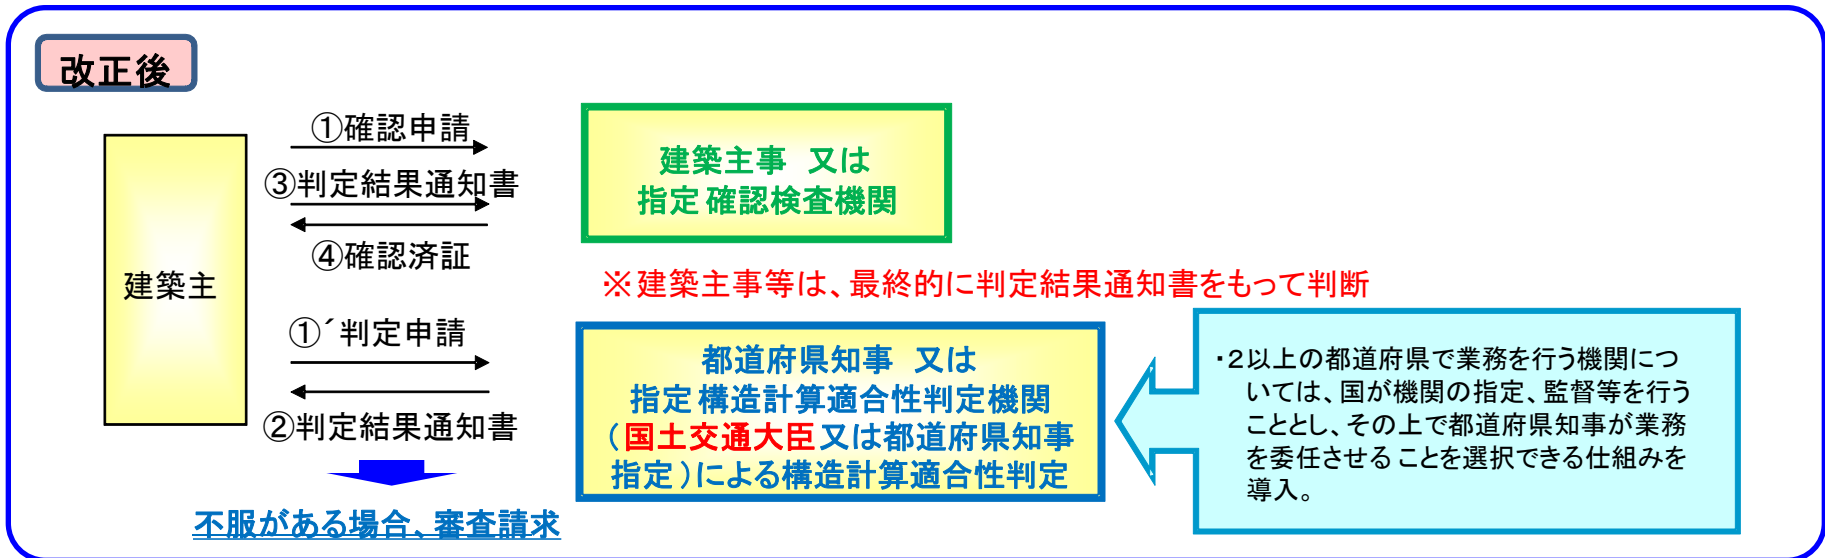 改正後
建築主
①確認申請
③判定結果通知書
④確認済証
建築主事 又は
指定確認検査機関
※建築主事等は、最終的に判定結果通知書をもって判断
①´判定申請
②判定結果通知書
不服がある場合、審査請求
都道府県知事 又は
指定構造計算適合性判定機関
(国土交通大臣又は都道府県知事
指定)による構造計算適合性判定
・2以上の都道府県で業務を行う機関につ
いては、国が機関の指定、監督等を行う
こととし、その上で都道府県知事が業務
を委任させることを選択できる仕組みを
導入。